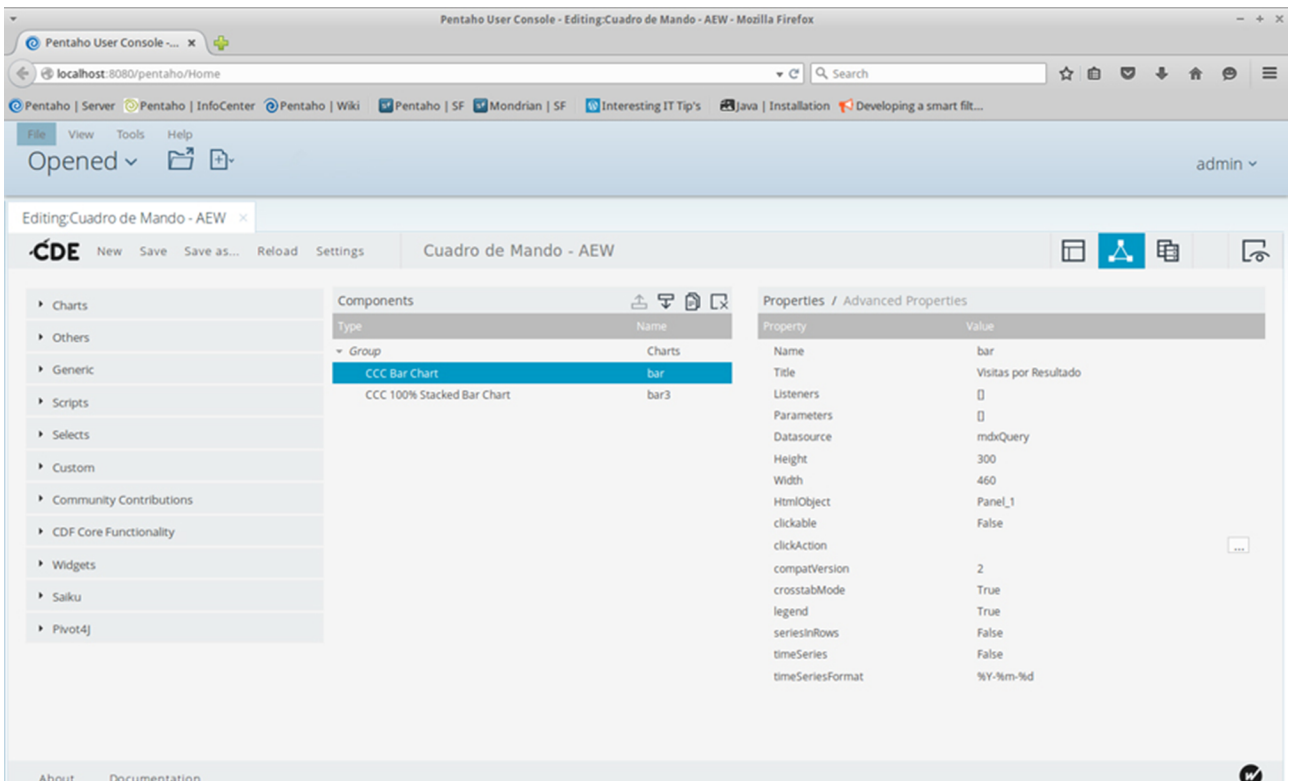 Pentaho User Console - Editing:Cuadro de Mando - AEW - Mozilla Firefox
Pentaho User Console -...
localhost:8080/pentaho/Home
Search
Pentaho | Server Pentaho | InfoCenter Pentaho | Wiki Pentaho | SF Mondrian | SF Interesting IT Tip's Java | Installation Developing a smart filt...
File View Tools Help
Opened
admin
Editing:Cuadro de Mando - AEW
CDE New Save Save as... Reload Settings Cuadro de Mando - AEW
Charts
Others
Generic
Scripts
Selects
Custom
Community Contributions
CDF Core Functionality
Widgets
Saiku
Pivot4J
Components
Type Name
Group Charts
CCC Bar Chart bar
CCC 100% Stacked Bar Chart bar3
Properties / Advanced Properties
Property Value
Name bar
Title Visitas por Resultado
Listeners []
Parameters []
Datasource mdxQuery
Height 300
Width 460
HtmlObject Panel_1
clickable False
clickAction ...
compatVersion 2
crosstabMode True
legend True
seriesInRows False
timeSeries False
timeSeriesFormat %Y-%m-%d
About Documentation